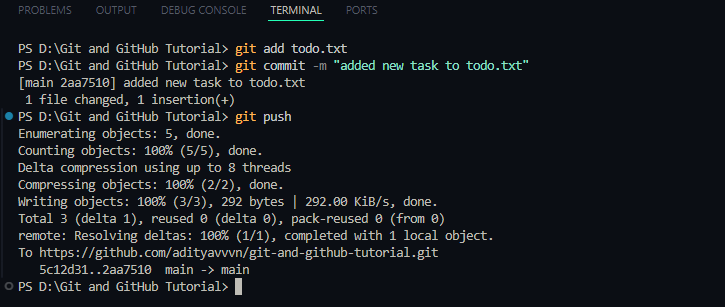 PROBLEMS OUTPUT DEBUG CONSOLE TERMINAL PORTS
PS D:\Git and GitHub Tutorial> git add todo.txt
PS D:\Git and GitHub Tutorial> git commit -m "added new task to todo.txt"
[main 2aa7510] added new task to todo.txt
 1 file changed, 1 insertion(+)
PS D:\Git and GitHub Tutorial> git push
Enumerating objects: 5, done.
Counting objects: 100% (5/5), done.
Delta compression using up to 8 threads
Compressing objects: 100% (2/2), done.
Writing objects: 100% (3/3), 292 bytes | 292.00 KiB/s, done.
Total 3 (delta 1), reused 0 (delta 0), pack-reused 0 (from 0)
remote: Resolving deltas: 100% (1/1), completed with 1 local object.
To https://github.com/adityavvvn/git-and-github-tutorial.git
   5c12d31..2aa7510  main -> main
PS D:\Git and GitHub Tutorial>